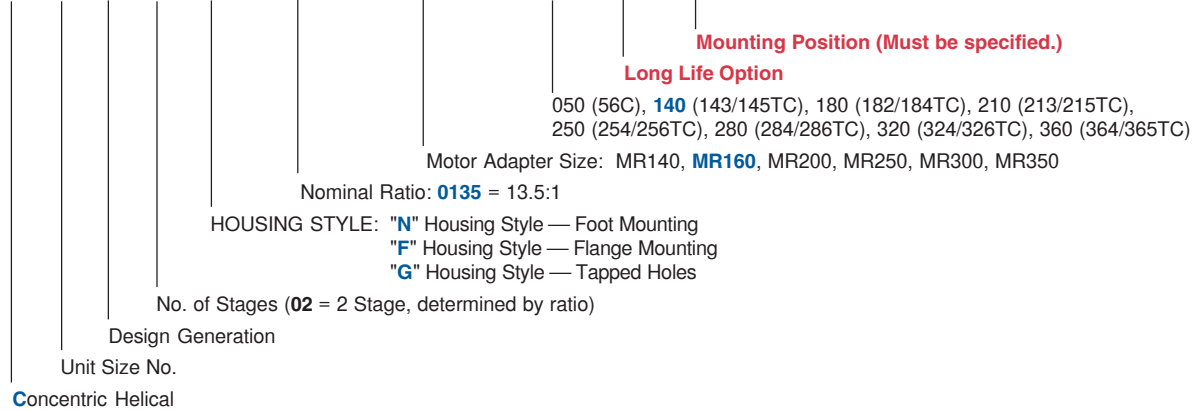 Mounting Position (Must be specified.)
Long Life Option
050 (56C), 140 (143/145TC), 180 (182/184TC), 210 (213/215TC),
250 (254/256TC), 280 (284/286TC), 320 (324/326TC), 360 (364/365TC)
Motor Adapter Size: MR140, MR160, MR200, MR250, MR300, MR350
Nominal Ratio: 0135 = 13.5:1
HOUSING STYLE: "N" Housing Style — Foot Mounting
"F" Housing Style — Flange Mounting
"G" Housing Style — Tapped Holes
No. of Stages (02 = 2 Stage, determined by ratio)
Design Generation
Unit Size No.
Concentric Helical